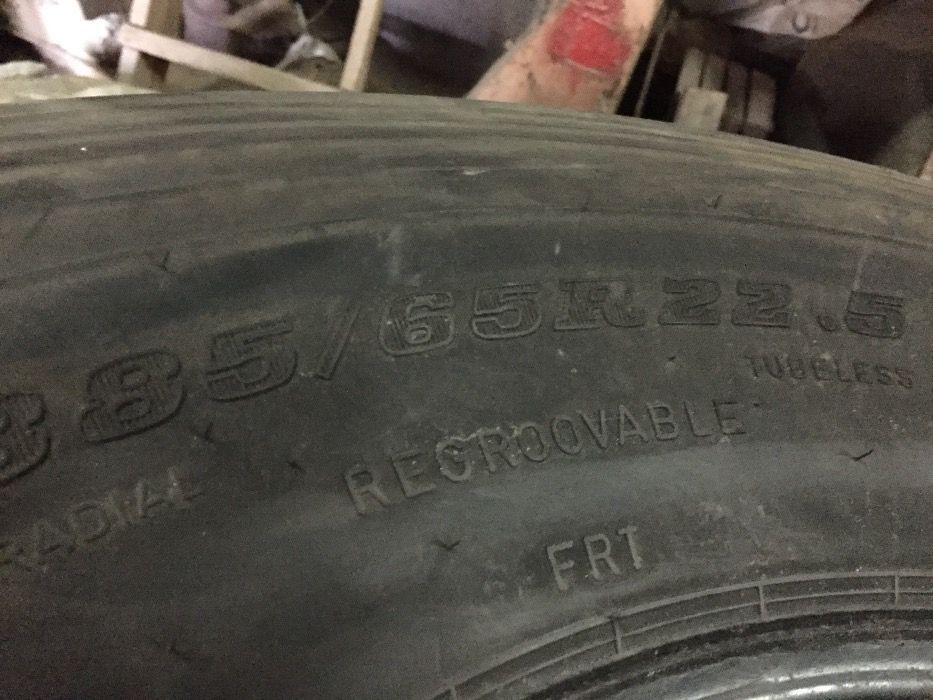 385/65R22.5
TUBELESS
RADIAL
REGROOVABLE
FRT